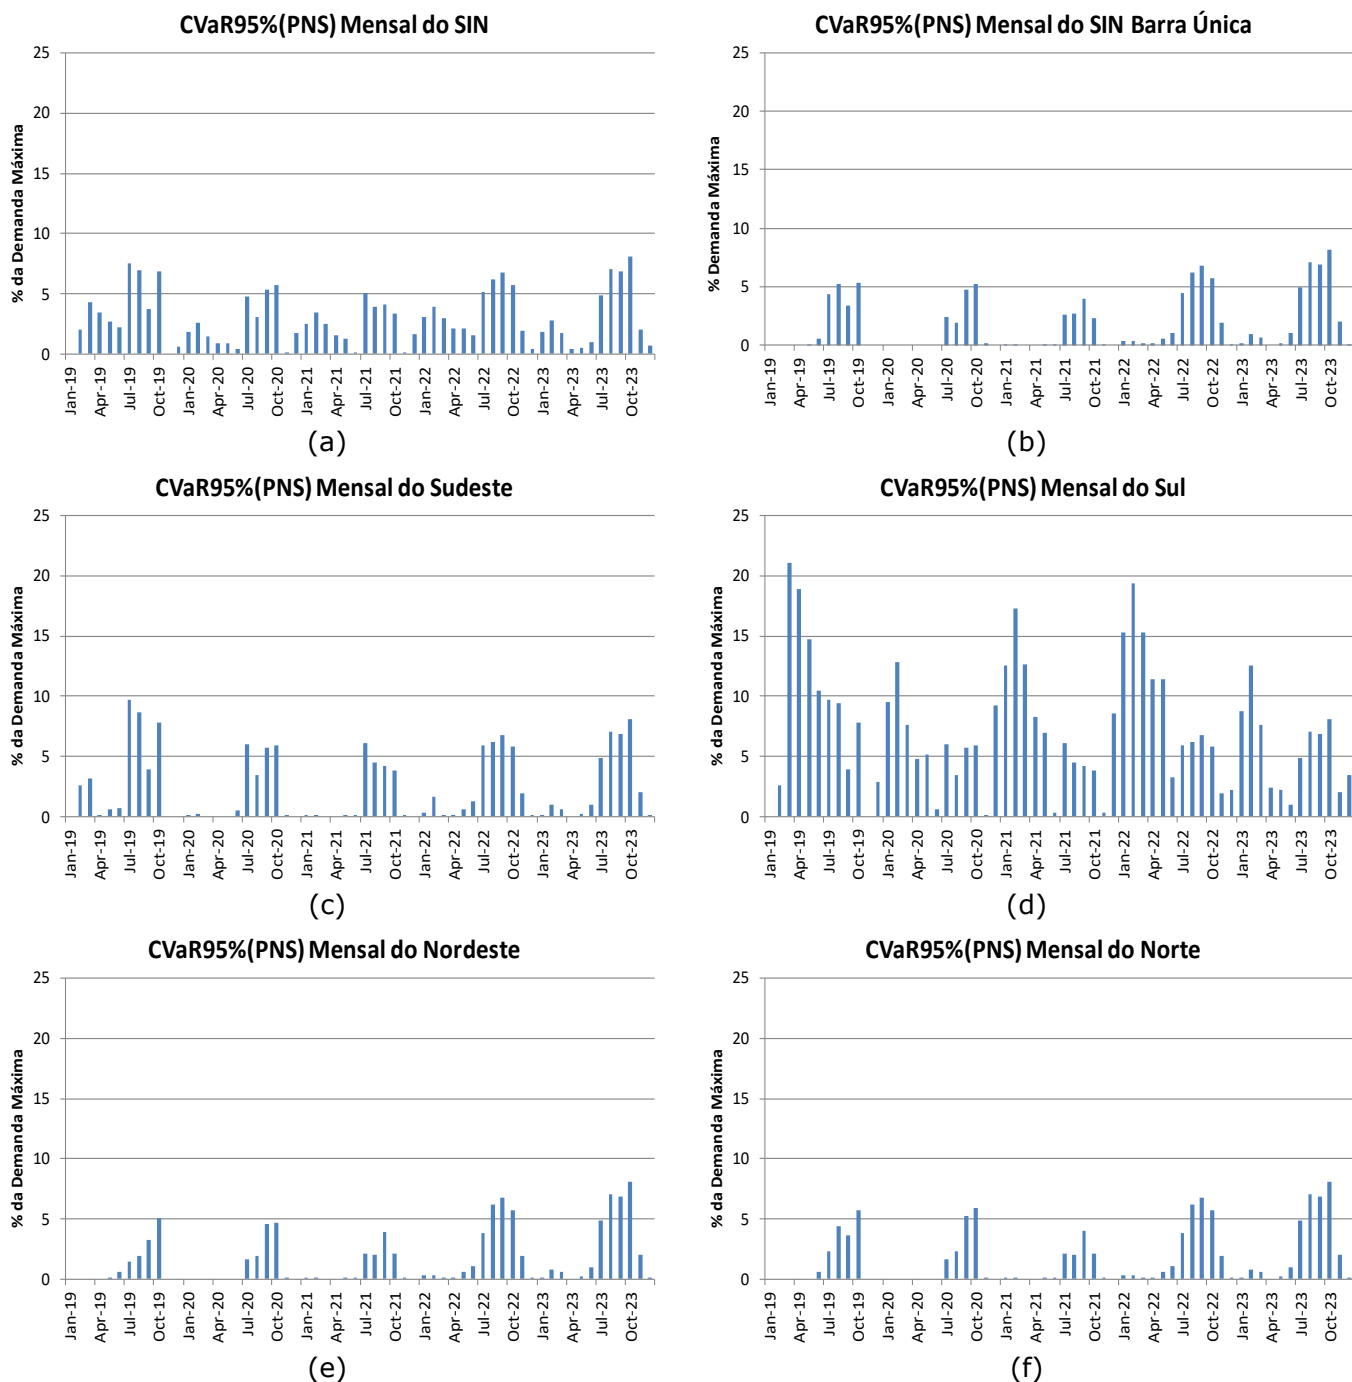 CVaR95%(PNS) Mensal do SIN
% da Demanda Máxima
25
20
15
10
5
0
Jan-19 Apr-19 Jul-19 Oct-19 Jan-20 Apr-20 Jul-20 Oct-20 Jan-21 Apr-21 Jul-21 Oct-21 Jan-22 Apr-22 Jul-22 Oct-22 Jan-23 Apr-23 Jul-23 Oct-23
(a)
CVaR95%(PNS) Mensal do SIN Barra Única
% Demanda Máxima
25
20
15
10
5
0
Jan-19 Apr-19 Jul-19 Oct-19 Jan-20 Apr-20 Jul-20 Oct-20 Jan-21 Apr-21 Jul-21 Oct-21 Jan-22 Apr-22 Jul-22 Oct-22 Jan-23 Apr-23 Jul-23 Oct-23
(b)
CVaR95%(PNS) Mensal do Sudeste
% da Demanda Máxima
25
20
15
10
5
0
Jan-19 Apr-19 Jul-19 Oct-19 Jan-20 Apr-20 Jul-20 Oct-20 Jan-21 Apr-21 Jul-21 Oct-21 Jan-22 Apr-22 Jul-22 Oct-22 Jan-23 Apr-23 Jul-23 Oct-23
(c)
CVaR95%(PNS) Mensal do Sul
% da Demanda Máxima
25
20
15
10
5
0
Jan-19 Apr-19 Jul-19 Oct-19 Jan-20 Apr-20 Jul-20 Oct-20 Jan-21 Apr-21 Jul-21 Oct-21 Jan-22 Apr-22 Jul-22 Oct-22 Jan-23 Apr-23 Jul-23 Oct-23
(d)
CVaR95%(PNS) Mensal do Nordeste
% da Demanda Máxima
25
20
15
10
5
0
Jan-19 Apr-19 Jul-19 Oct-19 Jan-20 Apr-20 Jul-20 Oct-20 Jan-21 Apr-21 Jul-21 Oct-21 Jan-22 Apr-22 Jul-22 Oct-22 Jan-23 Apr-23 Jul-23 Oct-23
(e)
CVaR95%(PNS) Mensal do Norte
% da Demanda Máxima
25
20
15
10
5
0
Jan-19 Apr-19 Jul-19 Oct-19 Jan-20 Apr-20 Jul-20 Oct-20 Jan-21 Apr-21 Jul-21 Oct-21 Jan-22 Apr-22 Jul-22 Oct-22 Jan-23 Apr-23 Jul-23 Oct-23
(f)